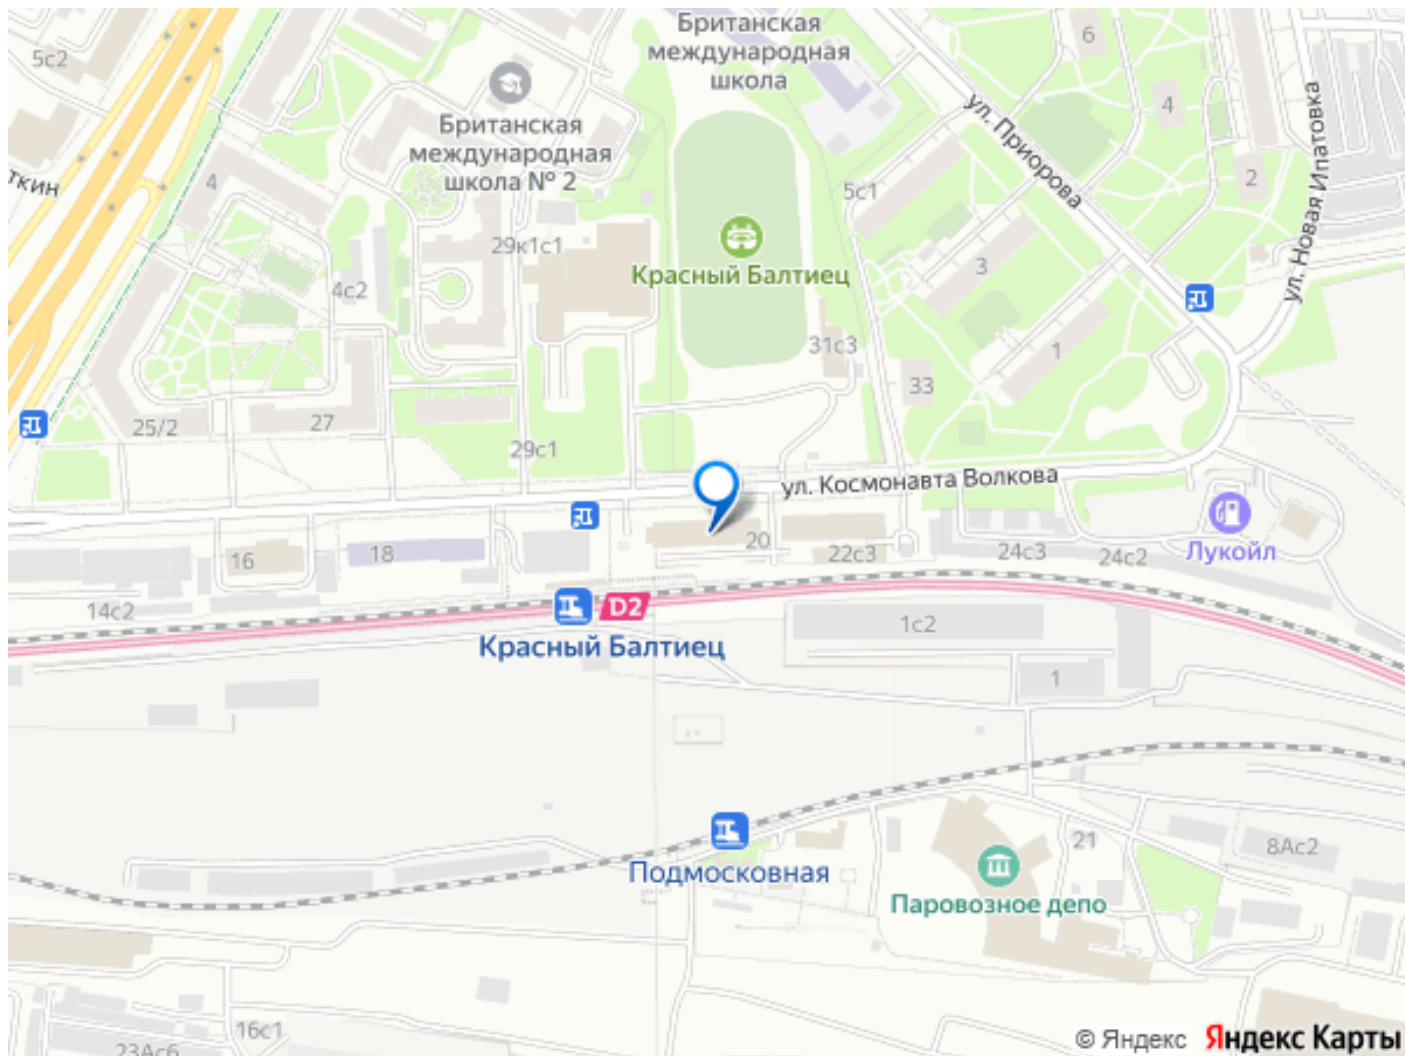 Британская
международная
школа
5с2
6
4
ул. Приорова
ул. Новая Ипатовка
Британская
международная
школа № 2
ткин
4
5с1
2
29к1с1
Красный Балтиец
3
4с2
31с3
1
33
25/2
27
29с1
ул. Космонавта Волкова
Лукойл
16
18
20
22с3
24с3
24с2
14с2
D2
Красный Балтиец
1с2
1
Подмосковная
21
8Ас2
Паровозное депо
16с1
23Ас6
© Яндекс Яндекс Карты